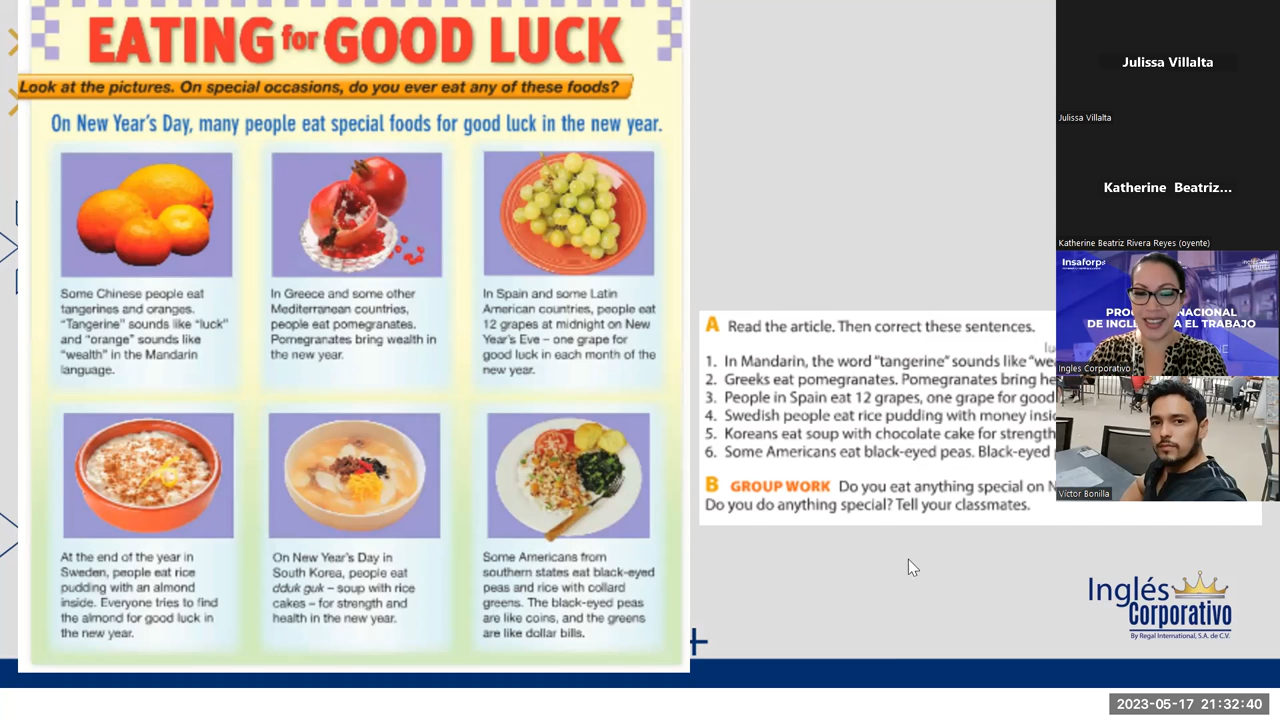 EATING for GOOD LUCK
Look at the pictures. On special occasions, do you ever eat any of these foods?
On New Year's Day, many people eat special foods for good luck in the new year.
Some Chinese people eat
tangerines and oranges.
"Tangerine" sounds like "luck"
and "orange" sounds like
"wealth" in the Mandarin
language.
In Greece and some other
Mediterranean countries,
people eat pomegranates.
Pomegranates bring wealth in
the new year.
In Spain and some Latin
American countries, people eat
12 grapes at midnight on New
Year's Eve – one grape for
good luck in each month of the
new year.
At the end of the year in
Sweden, people eat rice
pudding with an almond
inside. Everyone tries to find
the almond for good luck in
the new year.
On New Year's Day in
South Korea, people eat
dduk guk – soup with rice
cakes – for strength and
health in the new year.
Some Americans from
southern states eat black-eyed
peas and rice with collard
greens. The black-eyed peas
are like coins, and the greens
are like dollar bills.
A Read the article. Then correct these sentences.
1. In Mandarin, the word "tangerine" sounds like "we
2. Greeks eat pomegranates. Pomegranates bring he
3. People in Spain eat 12 grapes, one grape for good
4. Swedish people eat rice pudding with money insi
5. Koreans eat soup with chocolate cake for strength
6. Some Americans eat black-eyed peas. Black-eyed
B GROUP WORK Do you eat anything special on N
Do you do anything special? Tell your classmates.
Inglés
Corporativo
By Regal International, S.A. de C.V.
Julissa Villalta
Julissa Villalta
Katherine Beatriz...
Katherine Beatriz Rivera Reyes (oyente)
Insaforp
PRO NACIONAL
DE INGL A EL TRABAJO
NE
Ingles Corporativo
Víctor Bonilla
2023-05-17 21:32:40